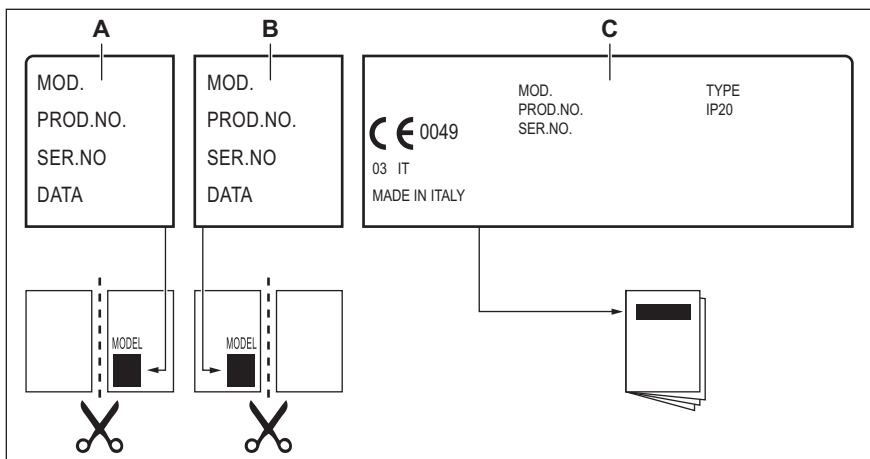 A
B
C
MOD.
PROD.NO.
SER.NO
DATA
MOD.
PROD.NO.
SER.NO
DATA
MOD.
PROD.NO.
SER.NO.
TYPE
IP20
CE 0049
03 IT
MADE IN ITALY
MODEL
MODEL